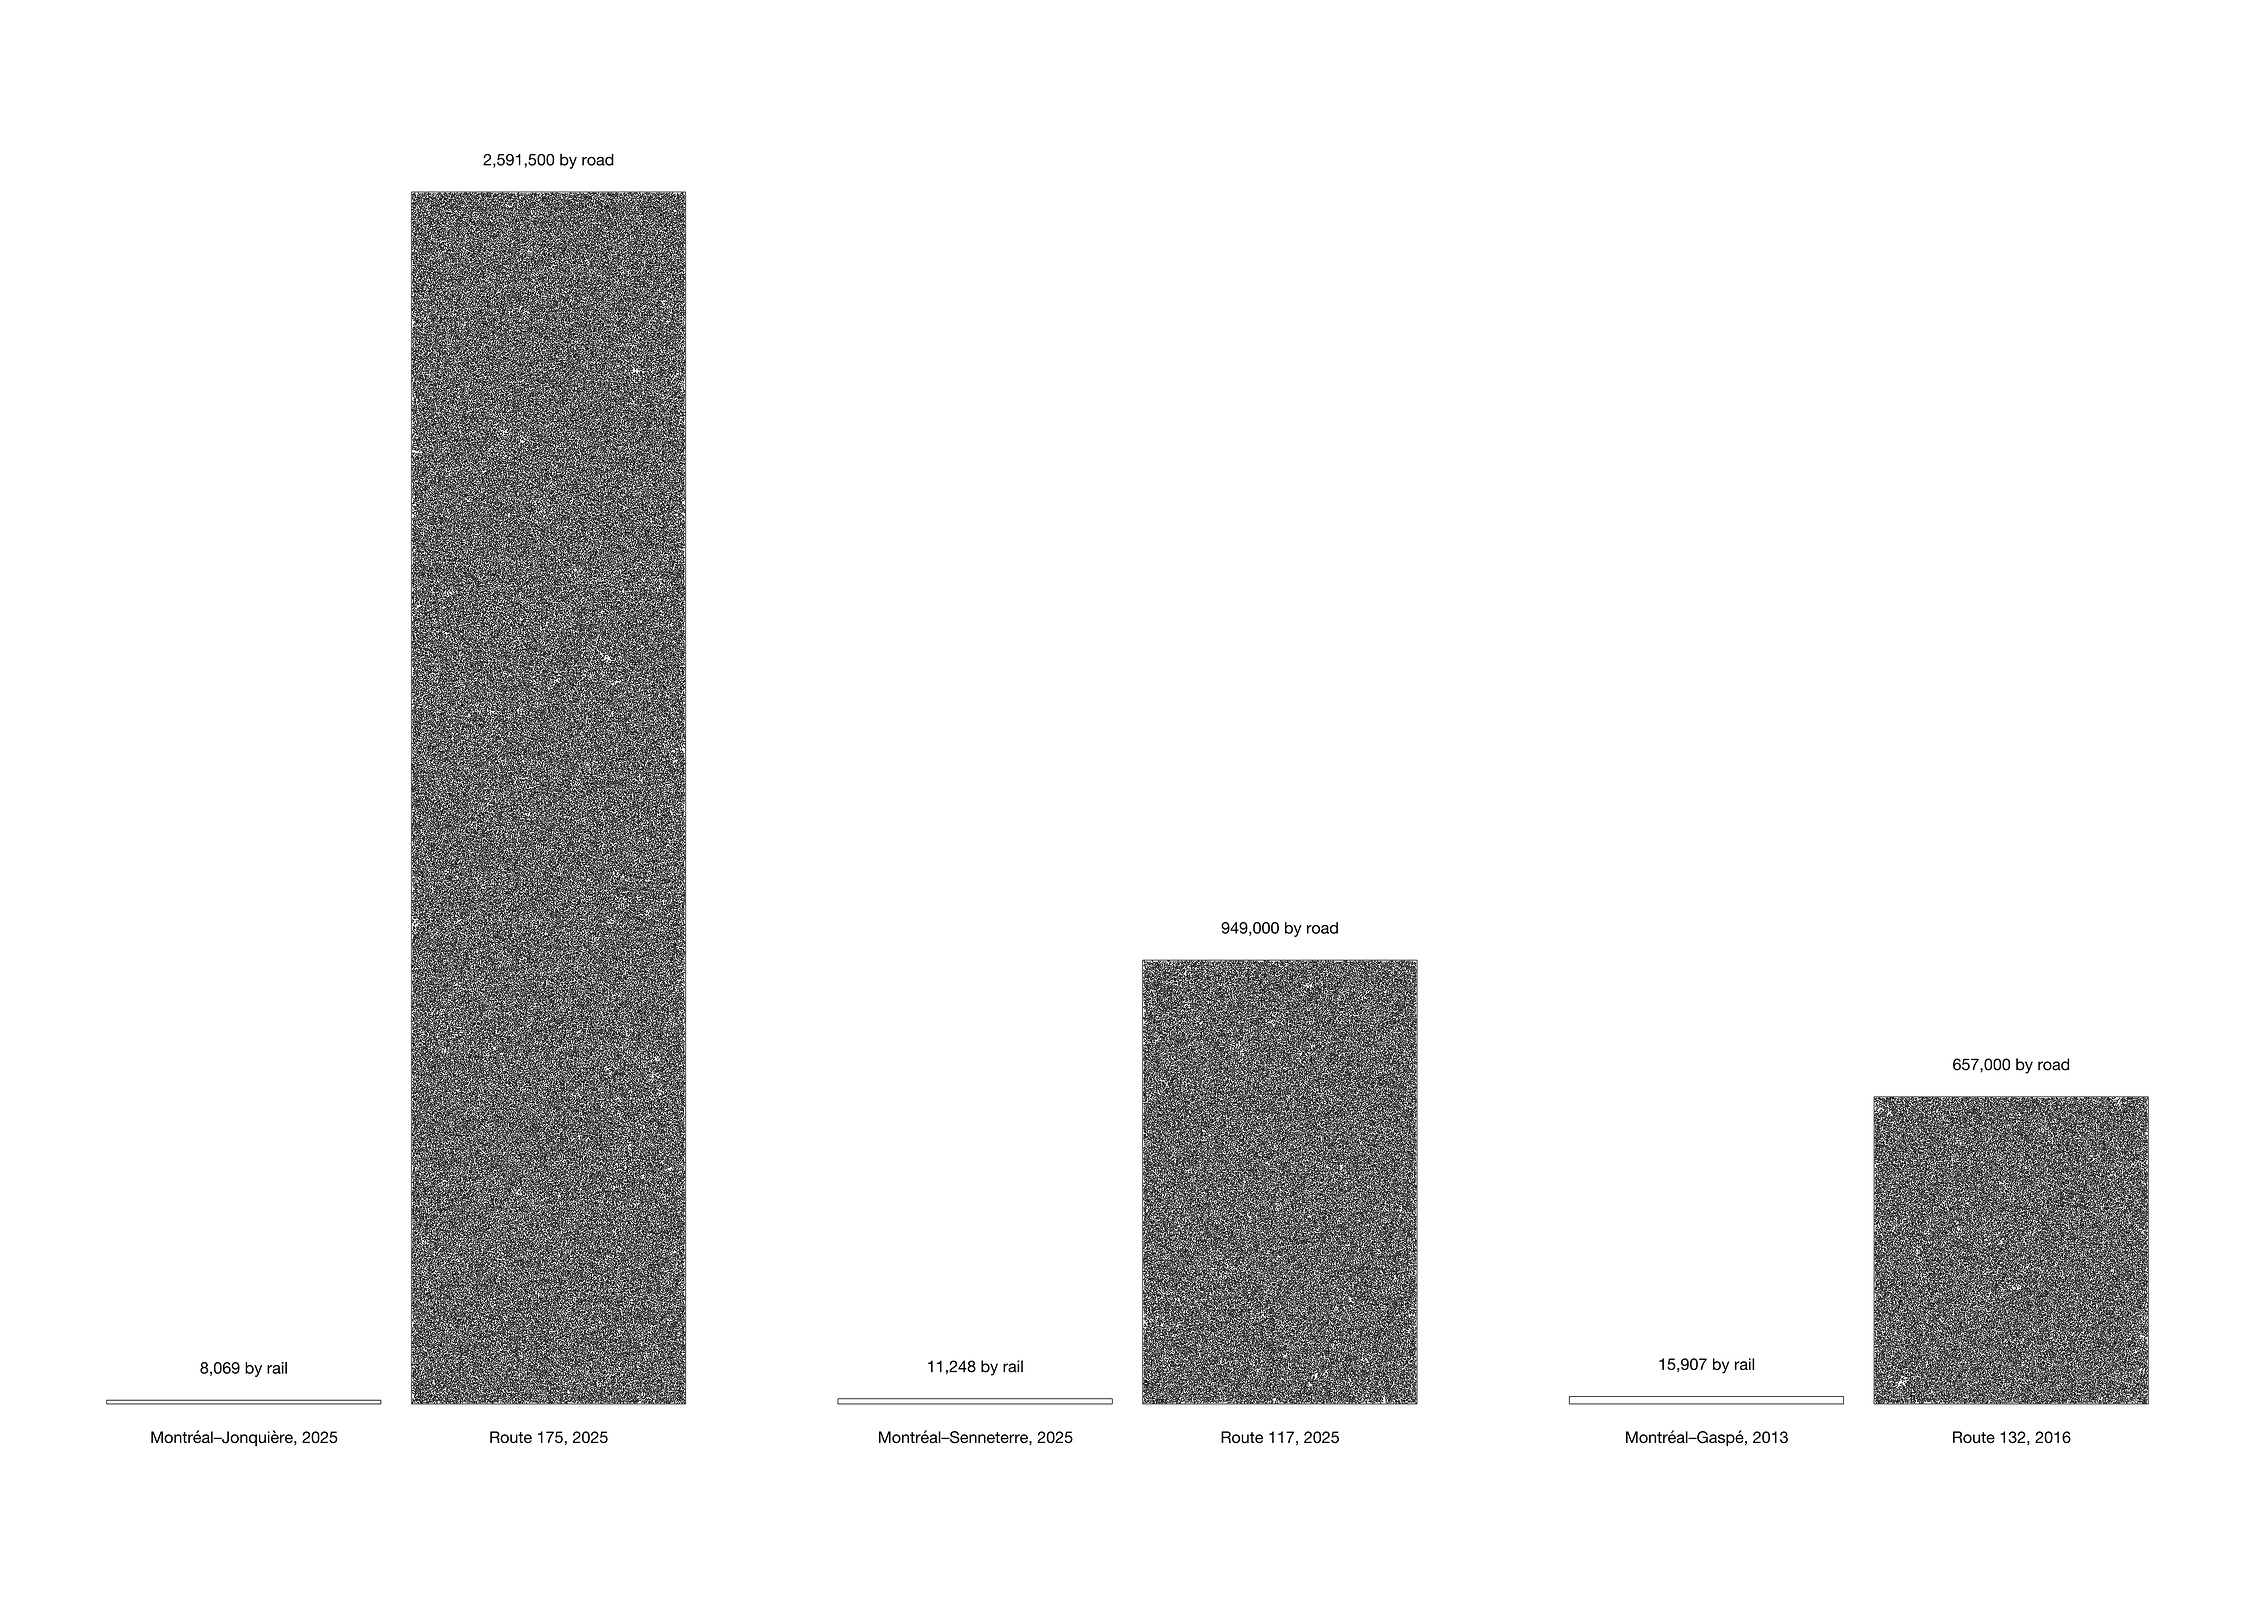 2,591,500 by road
949,000 by road
657,000 by road
8,069 by rail
11,248 by rail
15,907 by rail
Montréal–Jonquière, 2025
Route 175, 2025
Montréal–Senneterre, 2025
Route 117, 2025
Montréal–Gaspé, 2013
Route 132, 2016